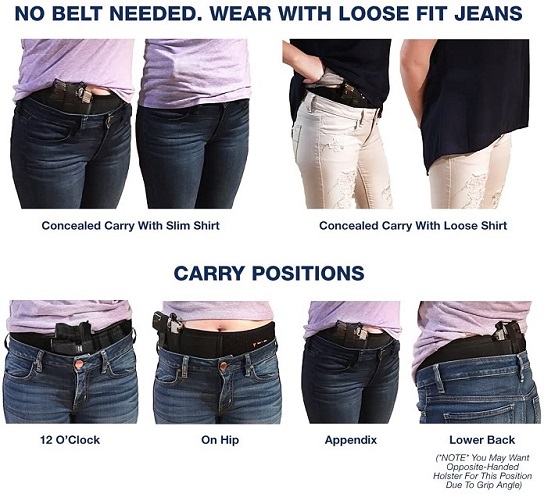 NO BELT NEEDED. WEAR WITH LOOSE FIT JEANS
Concealed Carry With Slim Shirt
Concealed Carry With Loose Shirt
CARRY POSITIONS
12 O'Clock
On Hip
Appendix
Lower Back
(*NOTE* You May Want
Opposite-Handed
Holster For This Position
Due To Grip Angle)